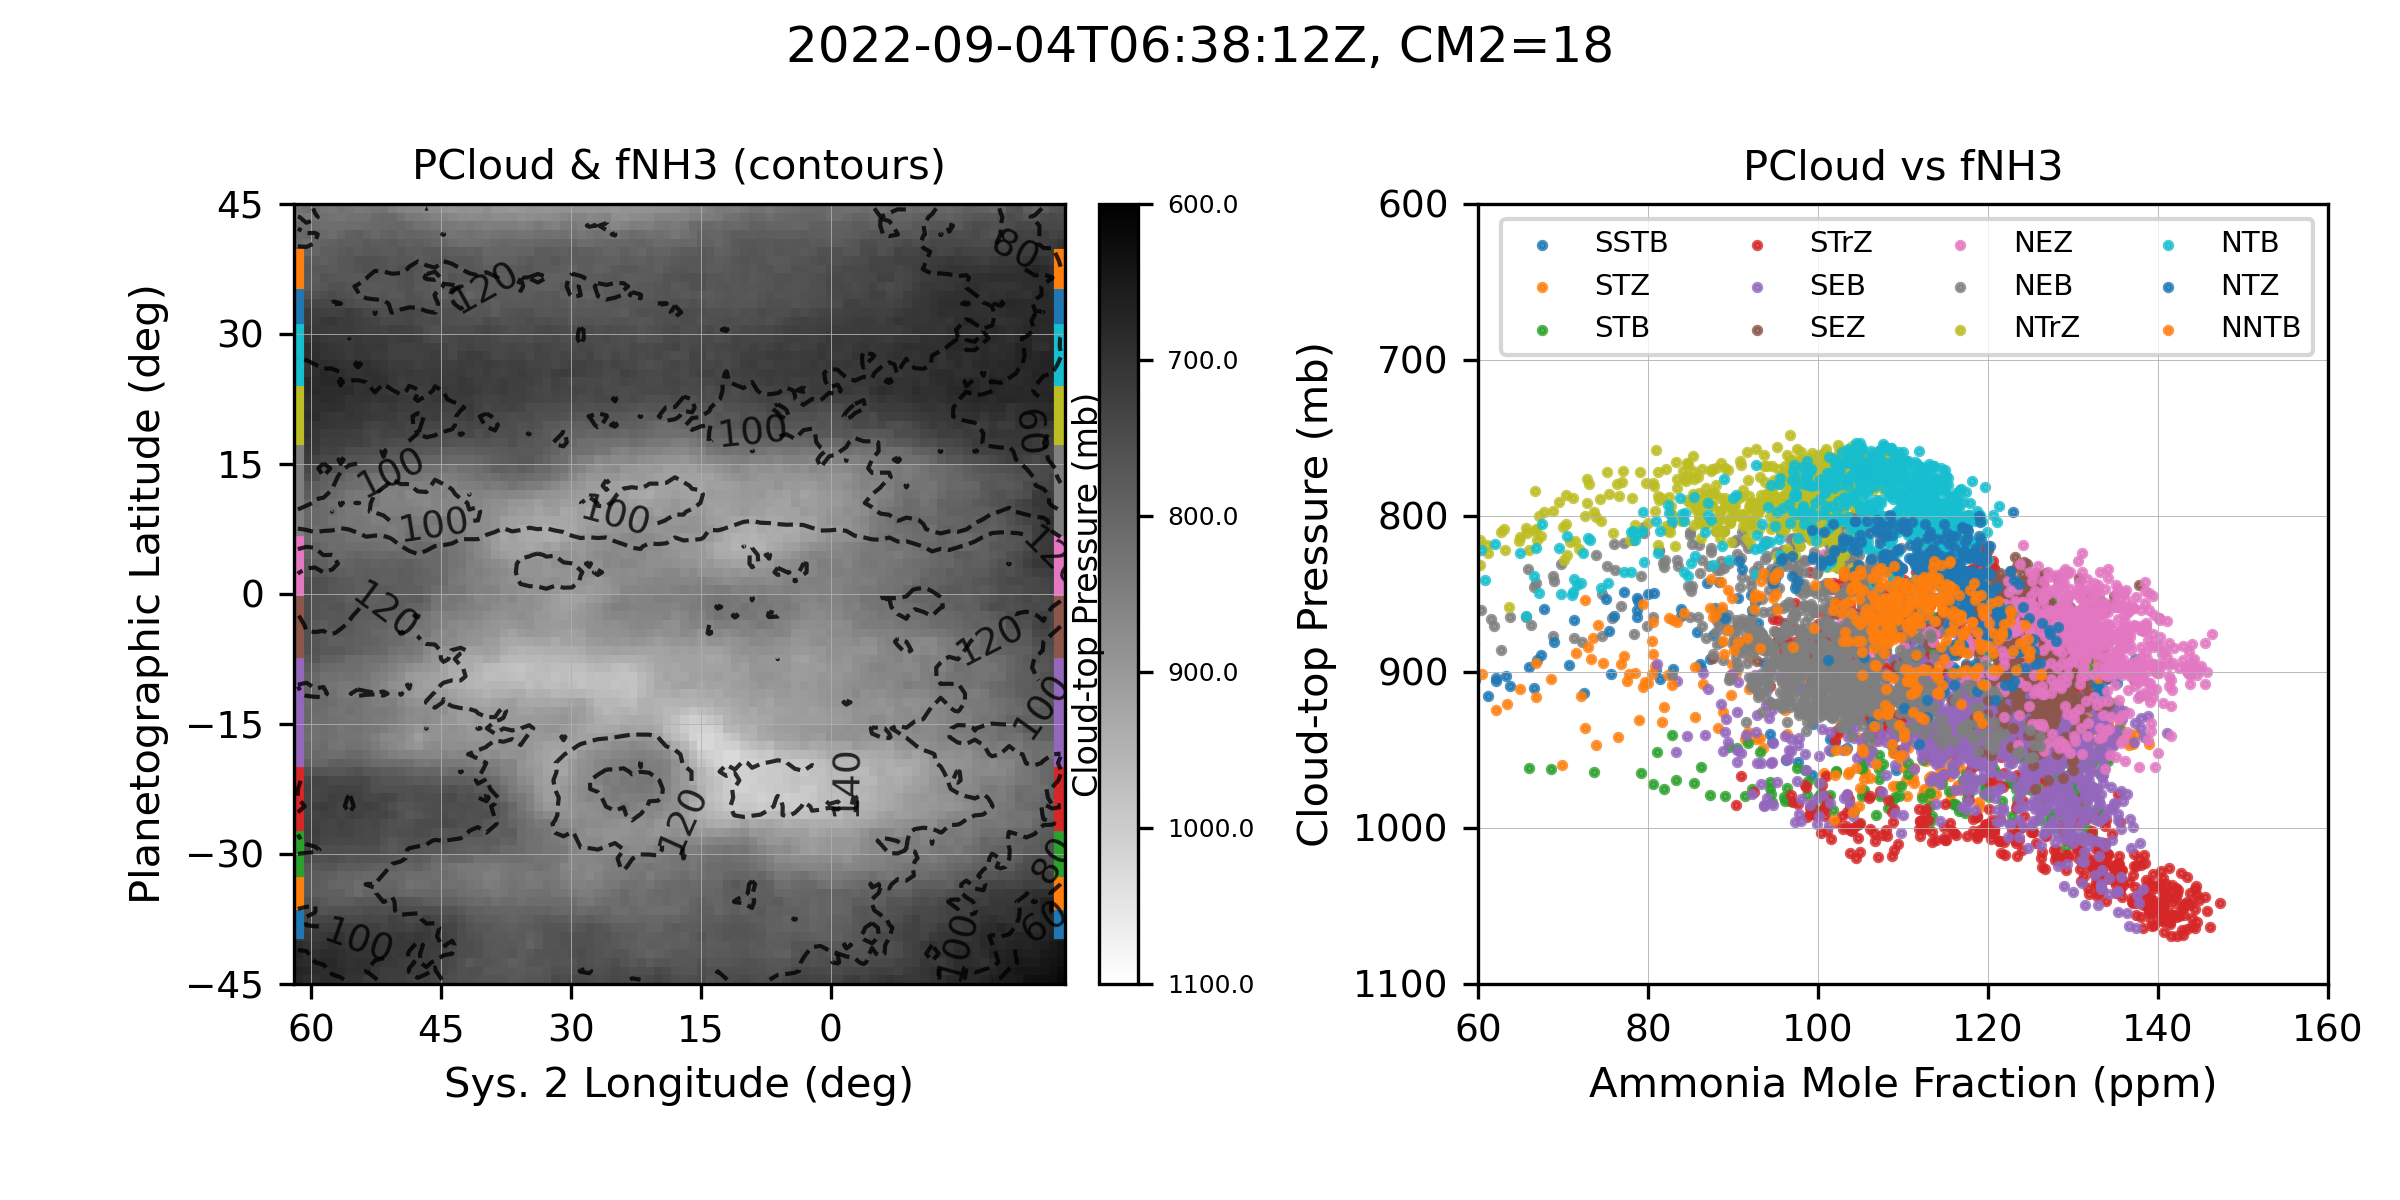 2022-09-04T06:38:12Z, CM2=18
PCloud & fNH3 (contours)
45
30
15
0
−15
−30
−45
Planetographic Latitude (deg)
60
45
30
15
0
Sys. 2 Longitude (deg)
120
80
100
60
100
100
100
120
120
100
140
120
80
60
100
100
600.0
700.0
800.0
900.0
1000.0
1100.0
Cloud-top Pressure (mb)
PCloud vs fNH3
SSTB
STZ
STB
STrZ
SEB
SEZ
NEZ
NEB
NTrZ
NTB
NTZ
NNTB
600
700
800
900
1000
1100
Cloud-top Pressure (mb)
60
80
100
120
140
160
Ammonia Mole Fraction (ppm)